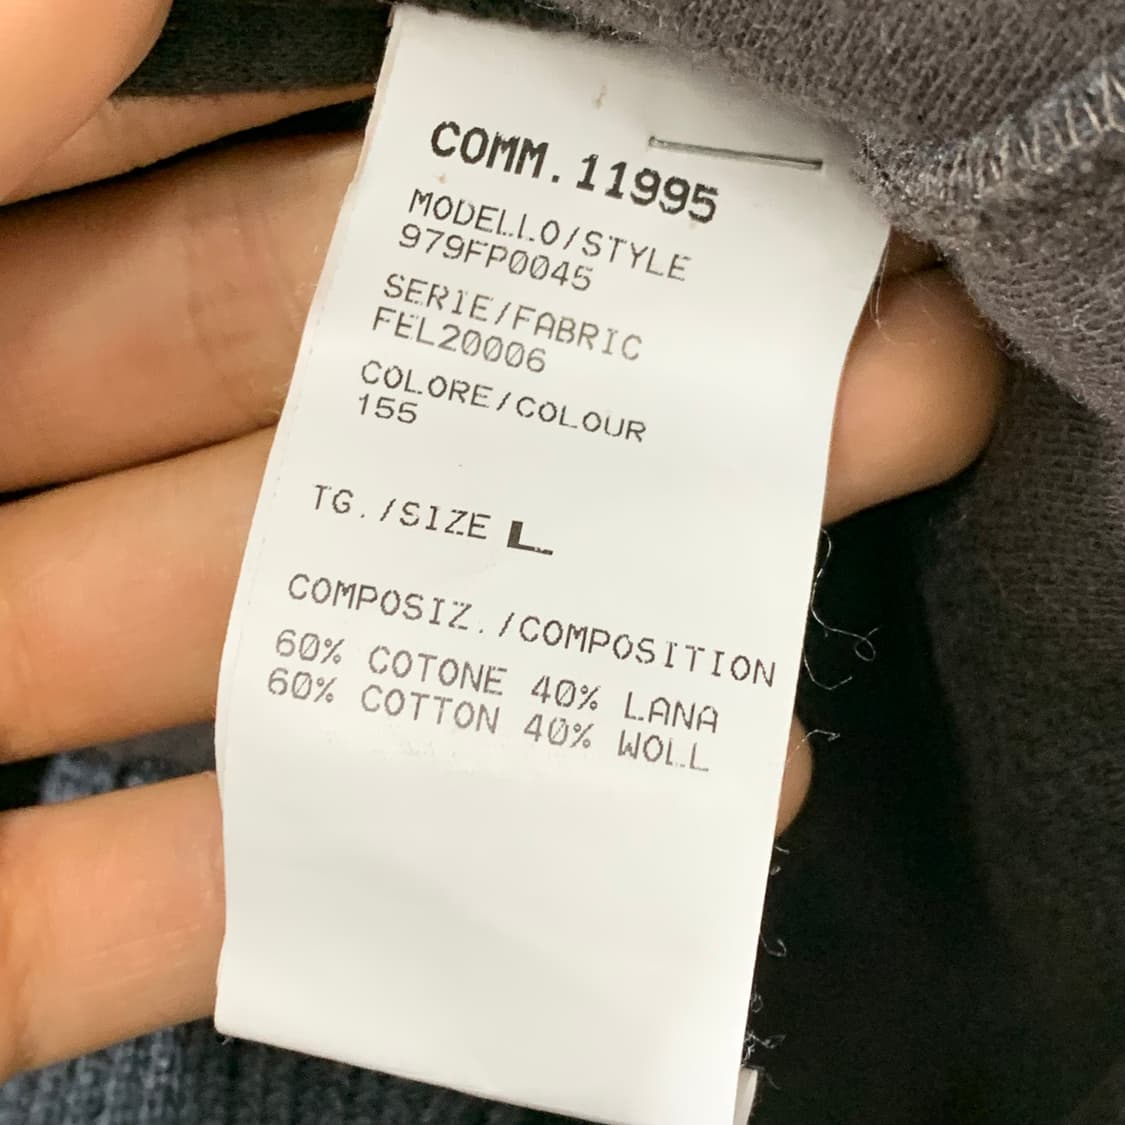 COMM.11995
MODELLO/STYLE
979FP0045
SERIE/FABRIC
FEL20006
COLORE/COLOUR
155
TG./SIZE L
COMPOSIZ./COMPOSITION
60% COTONE 40% LANA
60% COTTON 40% WOLL